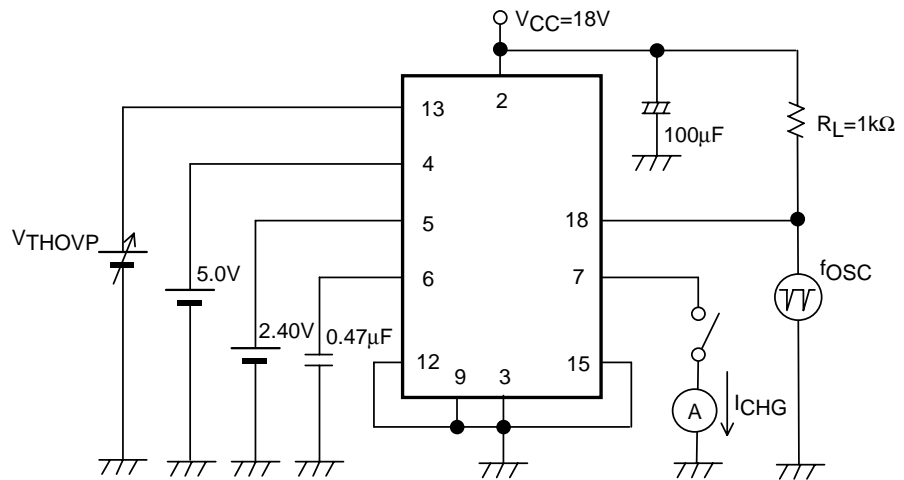 VCC=18V
13
2
100μF
RL=1kΩ
4
5
18
VTHOVP
5.0V
6
7
fOSC
2.40V
0.47μF
12
9
3
15
A
ICHG